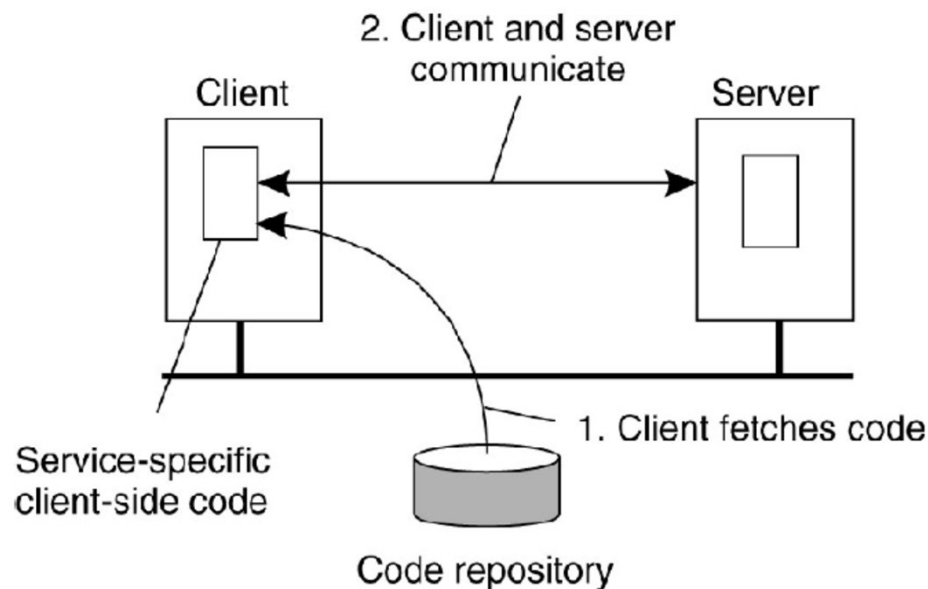 2. Client and server
communicate
Client
Server
1. Client fetches code
Service-specific
client-side code
Code repository